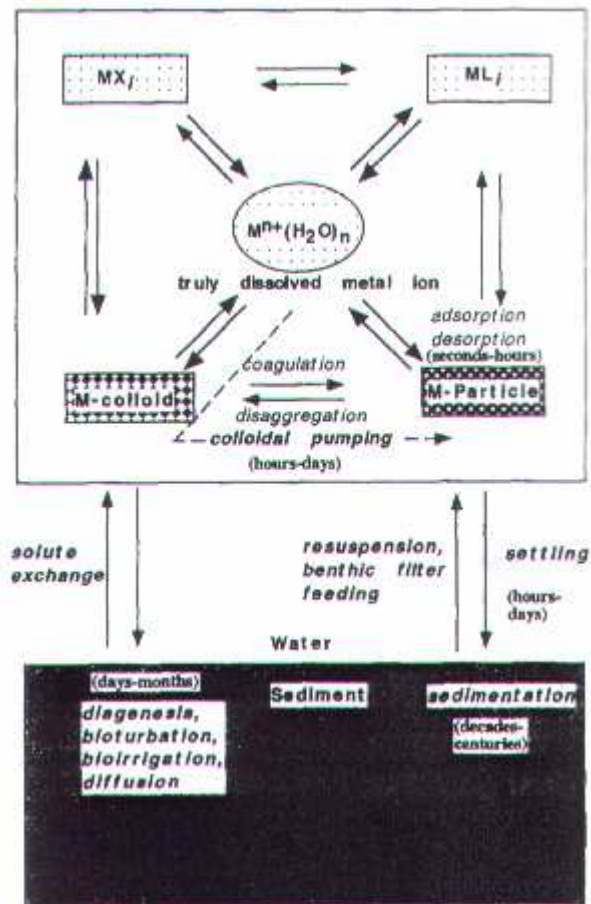 MXi MLi
Mn+(H2O)n
truly dissolved metal ion
adsorption
desorption
(seconds-hours)
coagulation
M-colloid M-Particle
disaggregation
colloidal pumping
(hours-days)
solute
exchange
resuspension,
benthic filter
feeding
settling
(hours-
days)
Water
(days-months)
Sediment
sedimentation
(decades-
centuries)
diagenesis,
bioturbation,
bioirrigation,
diffusion